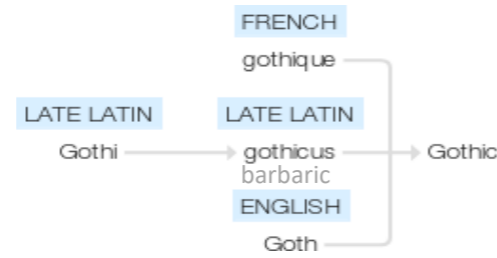 FRENCH
gothique
LATE LATIN LATE LATIN
Gothi gothicus Gothic
barbaric
ENGLISH
Goth